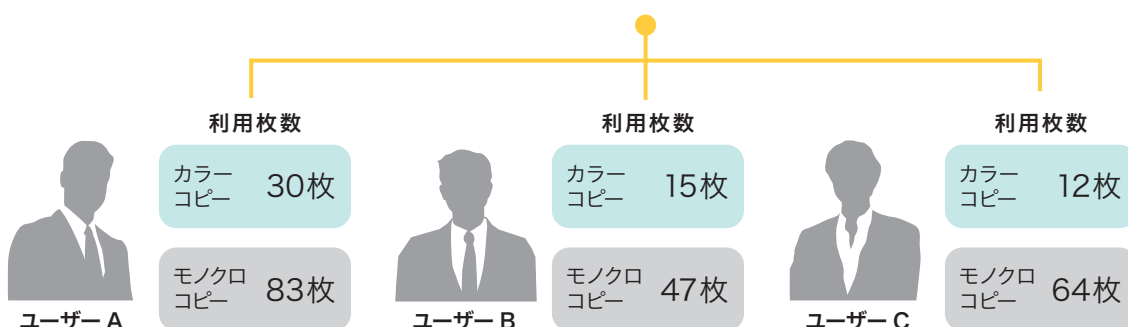 利用枚数
カラー
コピー
30枚
モノクロ
コピー
83枚
ユーザー A
利用枚数
カラー
コピー
15枚
モノクロ
コピー
47枚
ユーザー B
利用枚数
カラー
コピー
12枚
モノクロ
コピー
64枚
ユーザー C